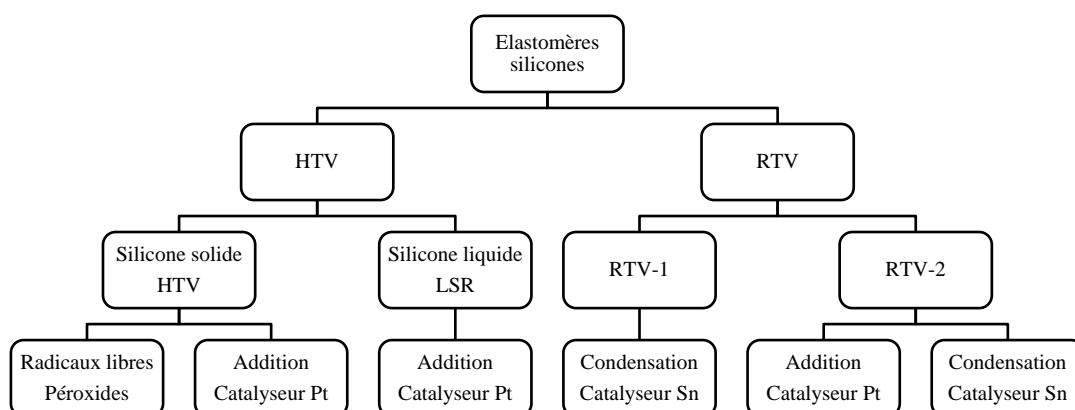 Elastomères
silicones
HTV
RTV
Silicone solide
HTV
Silicone liquide
LSR
RTV-1
RTV-2
Radicaux libres
Péroxides
Addition
Catalyseur Pt
Addition
Catalyseur Pt
Condensation
Catalyseur Sn
Addition
Catalyseur Pt
Condensation
Catalyseur Sn